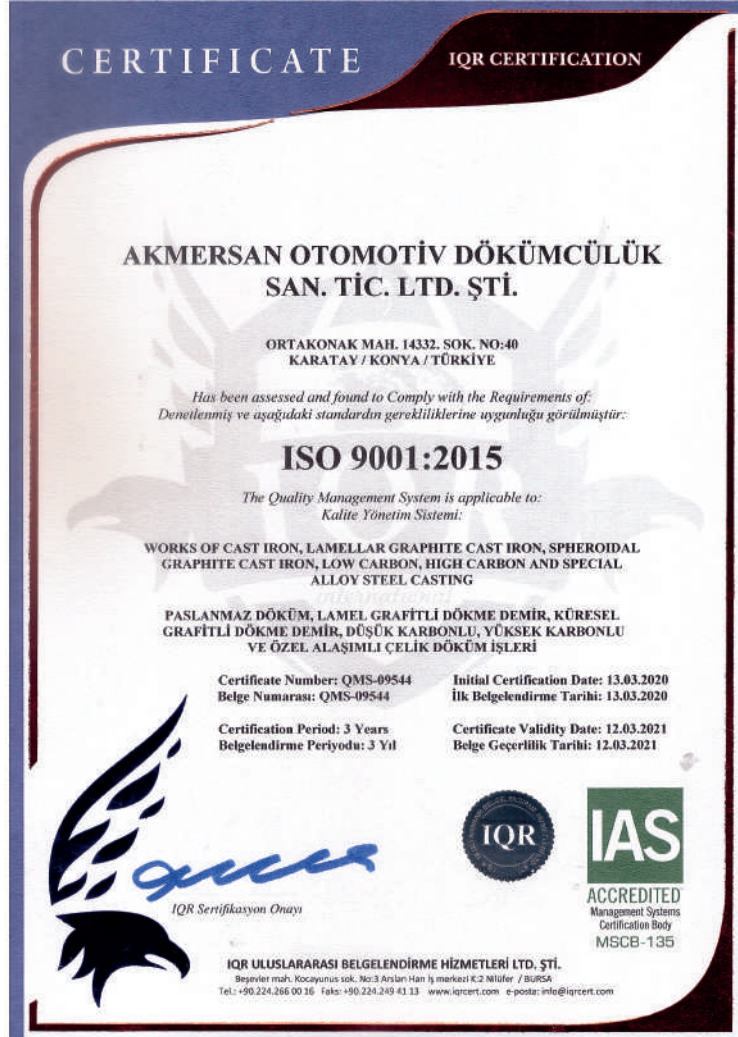 CERTIFICATE
IQR CERTIFICATION
AKMERSAN OTOMOTİV DÖKÜMCÜLÜK
SAN. TİC. LTD. ŞTİ.
ORTAKONAK MAH. 14332. SOK. NO:40
KARATAY / KONYA / TÜRKİYE
Has been assessed and found to Comply with the Requirements of:
Denetlenmiş ve aşağıdaki standardın gerekliliklerine uygunluğu görülmüştür:
ISO 9001:2015
The Quality Management System is applicable to:
Kalite Yönetim Sistemi:
WORKS OF CAST IRON, LAMELLAR GRAPHITE CAST IRON, SPHEROIDAL
GRAPHITE CAST IRON, LOW CARBON, HIGH CARBON AND SPECIAL
ALLOY STEEL CASTING
international
PASLANMAZ DÖKÜM, LAMEL GRAFİTLİ DÖKME DEMİR, KÜRESEL
GRAFİTLİ DÖKME DEMİR, DÜŞÜK KARBONLU, YÜKSEK KARBONLU
VE ÖZEL ALAŞIMLI ÇELİK DÖKÜM İŞLERİ
Certificate Number: QMS-09544
Belge Numarası: QMS-09544
Initial Certification Date: 13.03.2020
İlk Belgelendirme Tarihi: 13.03.2020
Certification Period: 3 Years
Belgelendirme Periyodu: 3 Yıl
Certificate Validity Date: 12.03.2021
Belge Geçerlilik Tarihi: 12.03.2021
IQR
IAS
ACCREDITED
Management Systems
Certification Body
MSCB-135
IQR Sertifikasyon Onayı
IQR ULUSLARARASI BELGELENDİRME HİZMETLERİ LTD. ŞTİ.
Beşevler mah. Kocayunus sok. No:3 Arslan Han İş merkezi K:2 Nilüfer / BURSA
Tel.: +90.224.266 00 16 Faks: +90.224.249 41 13 www.iqrcert.com e-posta: info@iqrcert.com